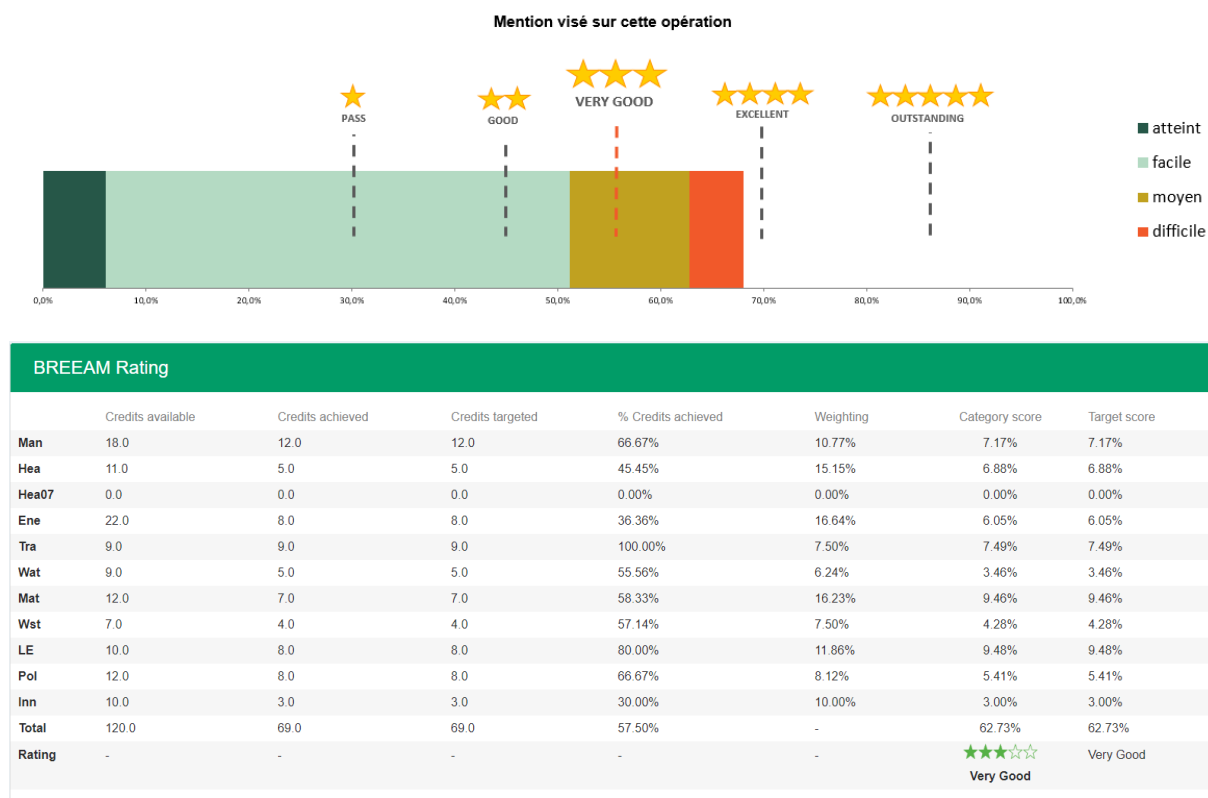 Mention visé sur cette opération
PASS
GOOD
VERY GOOD
EXCELLENT
OUTSTANDING
atteint
facile
moyen
difficile
0,0% 10,0% 20,0% 30,0% 40,0% 50,0% 60,0% 70,0% 80,0% 90,0% 100,0%
BREEAM Rating
Credits available Credits achieved Credits targeted % Credits achieved Weighting Category score Target score
Man 18.0 12.0 12.0 66.67% 10.77% 7.17% 7.17%
Hea 11.0 5.0 5.0 45.45% 15.15% 6.88% 6.88%
Hea07 0.0 0.0 0.0 0.00% 0.00% 0.00% 0.00%
Ene 22.0 8.0 8.0 36.36% 16.64% 6.05% 6.05%
Tra 9.0 9.0 9.0 100.00% 7.50% 7.49% 7.49%
Wat 9.0 5.0 5.0 55.56% 6.24% 3.46% 3.46%
Mat 12.0 7.0 7.0 58.33% 16.23% 9.46% 9.46%
Wst 7.0 4.0 4.0 57.14% 7.50% 4.28% 4.28%
LE 10.0 8.0 8.0 80.00% 11.86% 9.48% 9.48%
Pol 12.0 8.0 8.0 66.67% 8.12% 5.41% 5.41%
Inn 10.0 3.0 3.0 30.00% 10.00% 3.00% 3.00%
Total 120.0 69.0 69.0 57.50% - 62.73% 62.73%
Rating - - - - - Very Good
Very Good